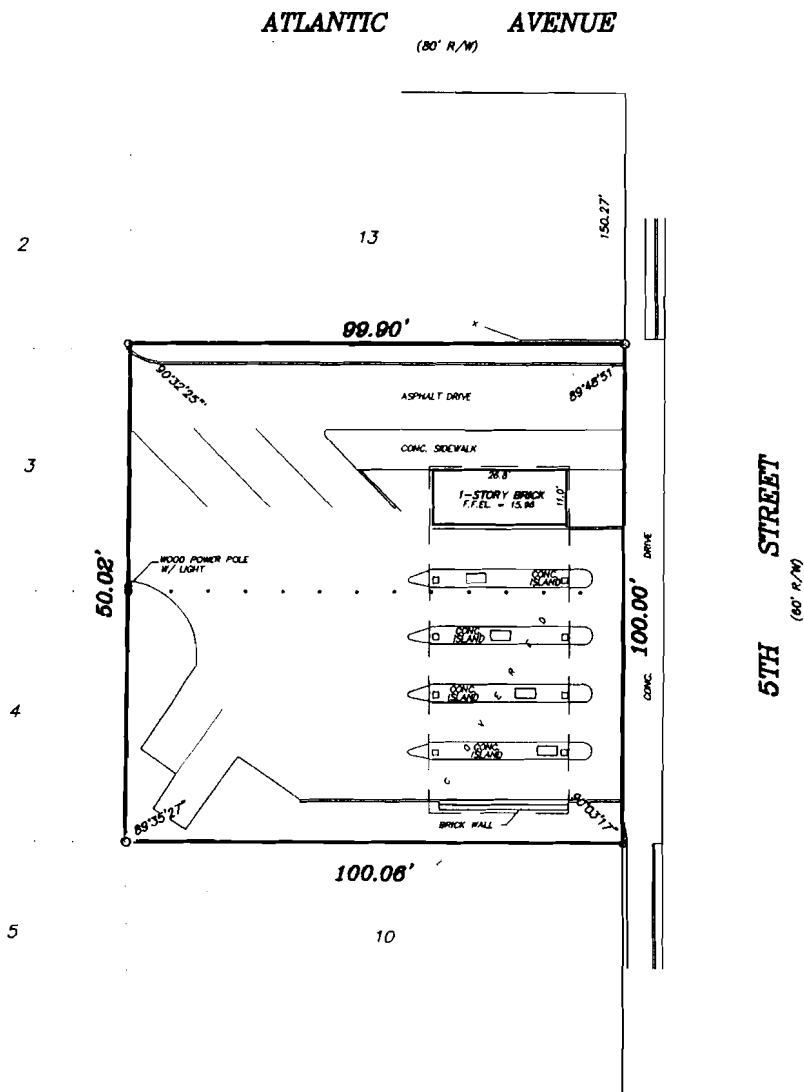 ATLANTIC AVENUE
(80' R/W)
150.27'
2
13
99.90'
x
90°32'25"
89°48'51"
ASPHALT DRIVE
CONC. SIDEWALK
3
26.8'
1-STORY BRICK
F.F.EL. = 15.98
11.0'
5TH STREET
(60' R/W)
CONC. DRIVE
WOOD POWER POLE
W/ LIGHT
50.02'
100.00'
CONC.
ISLAND
CONC.
ISLAND
CONC.
ISLAND
CONC.
ISLAND
COVERED
4
89°35'27"
90°03'17"
BRICK WALL
100.06'
5
10